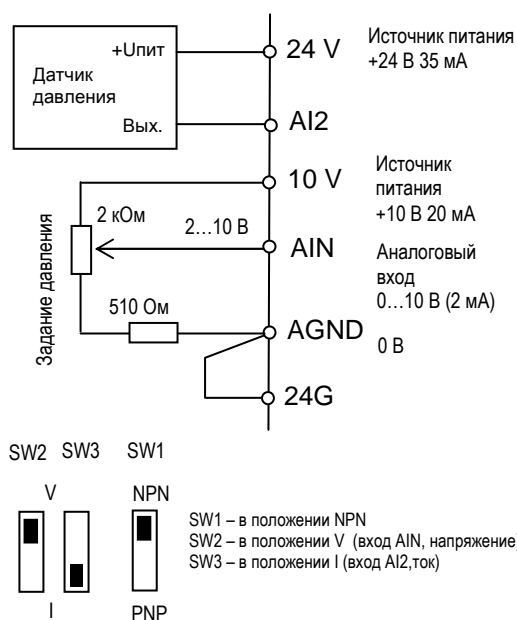 +Uпит
24 V
Источник питания
+24 В 35 мА
Датчик
давления
Вых.
AI2
10 V
Источник
питания
+10 В 20 мА
2 кОм
2...10 В
AIN
Аналоговый
вход
0...10 В (2 мА)
Задание давления
510 Ом
AGND
0 В
24G
SW2 SW3 SW1
V NPN
SW1 – в положении NPN
SW2 – в положении V (вход AIN, напряжение)
SW3 – в положении I (вход AI2,ток)
I PNP